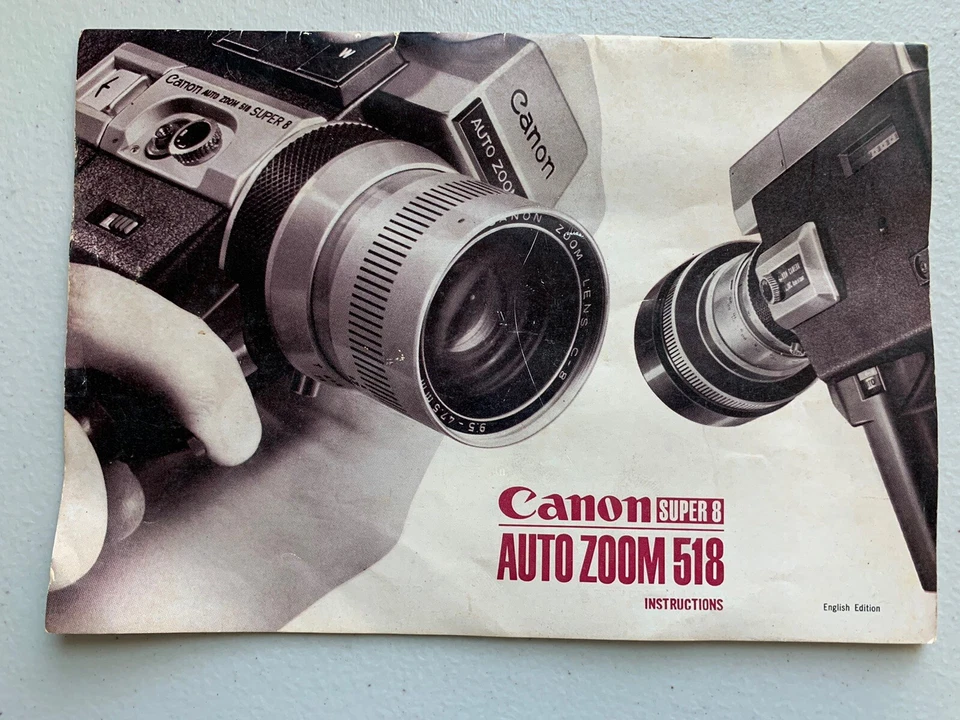 W
Canon AUTO ZOOM 518 SUPER 8
Canon
AUTO ZOOM
CANON ZOOM LENS C-8
9.5-47.5mm
Canon SUPER 8
AUTO ZOOM 518
INSTRUCTIONS
English Edition